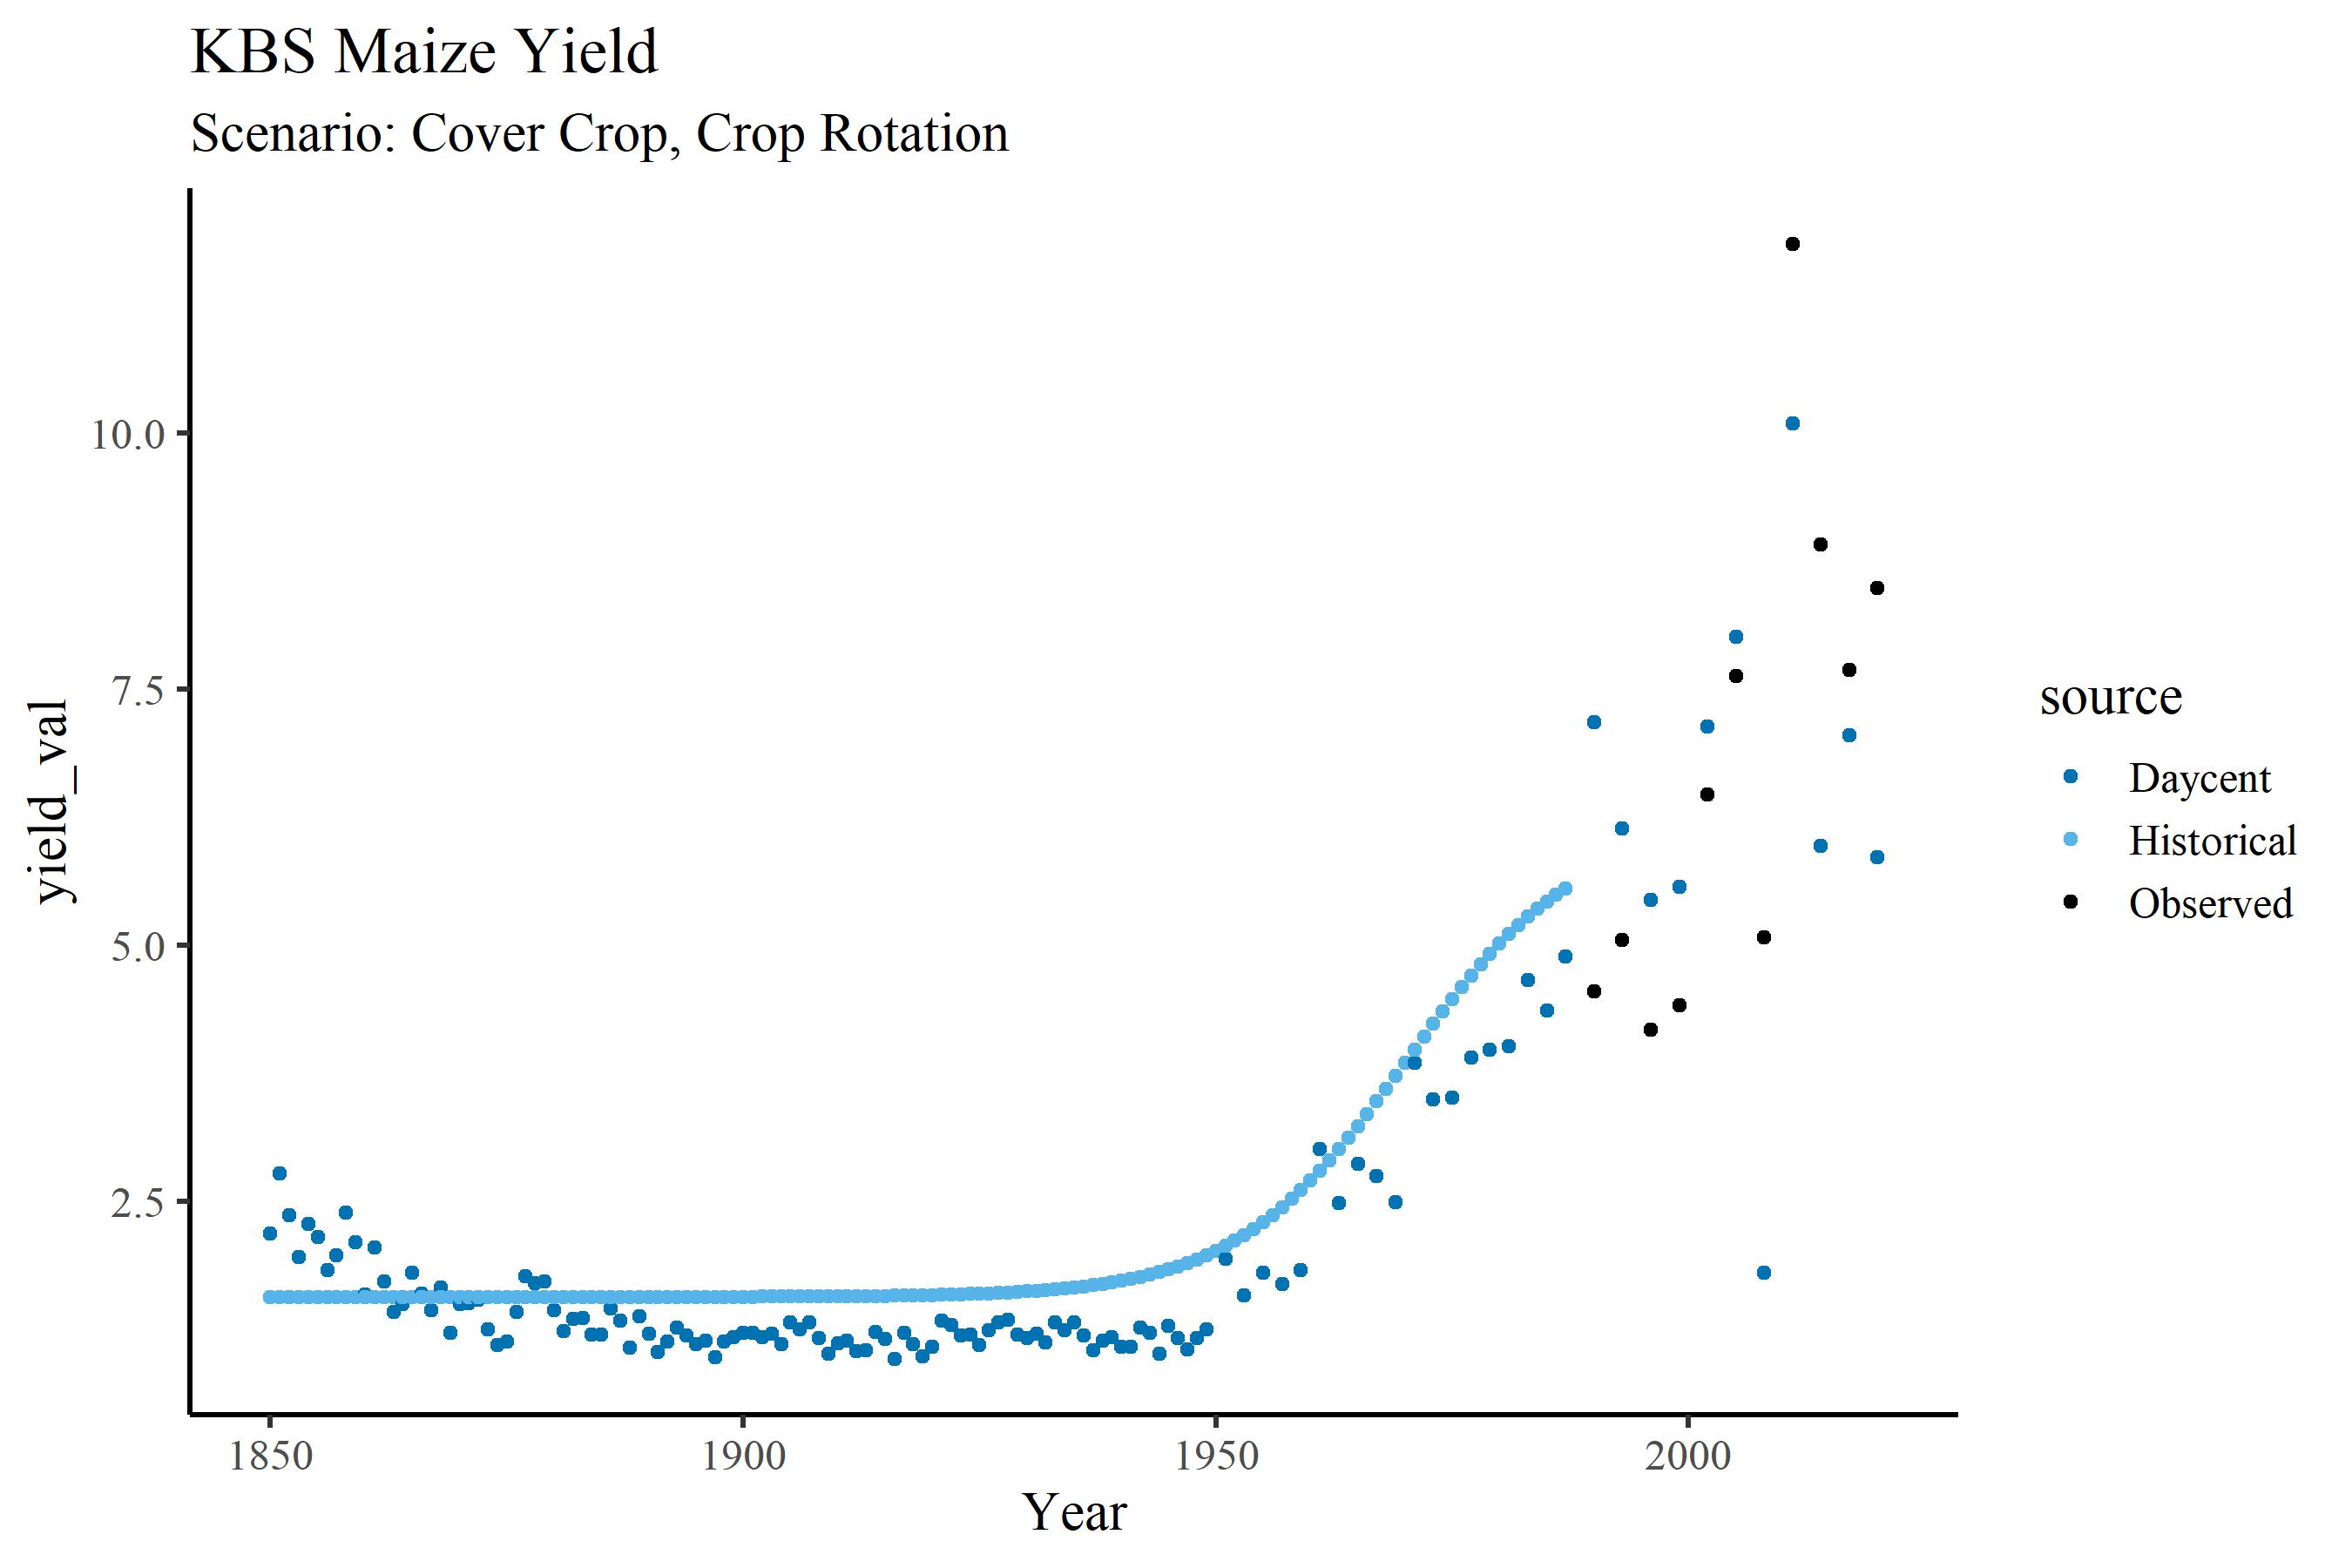 KBS Maize Yield
Scenario: Cover Crop, Crop Rotation
yield_val
10.0
7.5
5.0
2.5
1850 1900 1950 2000
Year
source
Daycent
Historical
Observed